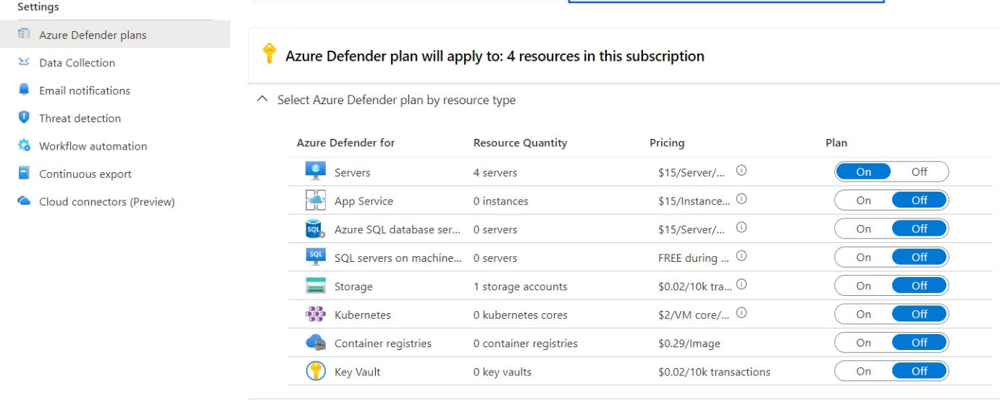 Settings
Azure Defender plans
Data Collection
Email notifications
Threat detection
Workflow automation
Continuous export
Cloud connectors (Preview)
Azure Defender plan will apply to: 4 resources in this subscription
Select Azure Defender plan by resource type
Azure Defender for Resource Quantity Pricing Plan
Servers 4 servers $15/Server/... On Off
App Service 0 instances $15/Instance... On Off
SQL Azure SQL database ser... 0 servers $15/Server/... On Off
SQL SQL servers on machine... 0 servers FREE during ... On Off
Storage 1 storage accounts $0.02/10k tra... On Off
Kubernetes 0 kubernetes cores $2/VM core/... On Off
Container registries 0 container registries $0.29/Image On Off
Key Vault 0 key vaults $0.02/10k transactions On Off